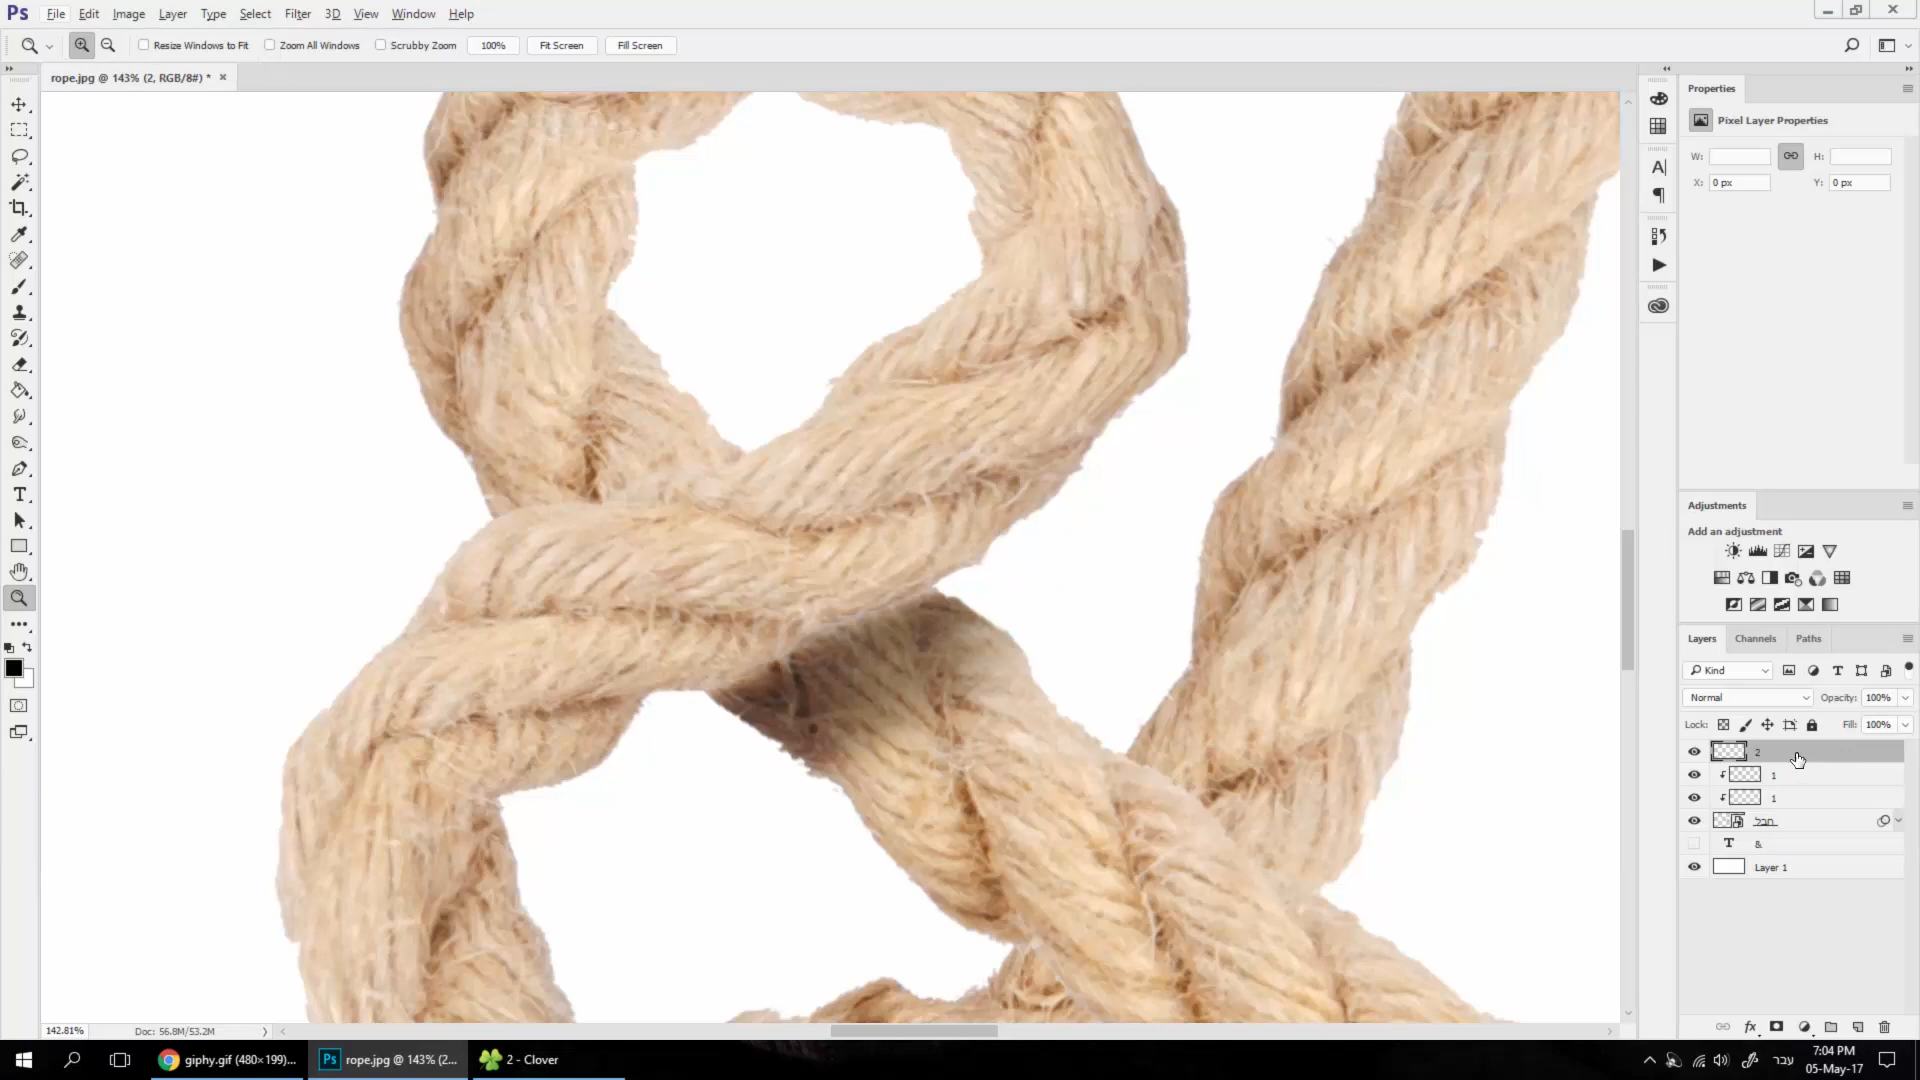 Ps File Edit Image Layer Type Select Filter 3D View Window Help
Resize Windows to Fit Zoom All Windows Scrubby Zoom 100% Fit Screen Fill Screen
rope.jpg @ 143% (2, RGB/8#) * ×
Properties
Pixel Layer Properties
W: H:
X: 0 px Y: 0 px
Adjustments
Add an adjustment
Layers Channels Paths
Kind
Normal Opacity: 100%
Lock: Fill: 100%
2
1
1
חבל
&
Layer 1
142.81% Doc: 56.8M/53.2M
giphy.gif (480×199)...
Ps rope.jpg @ 143% (2...
2 - Clover
עבר
7:04 PM
05-May-17